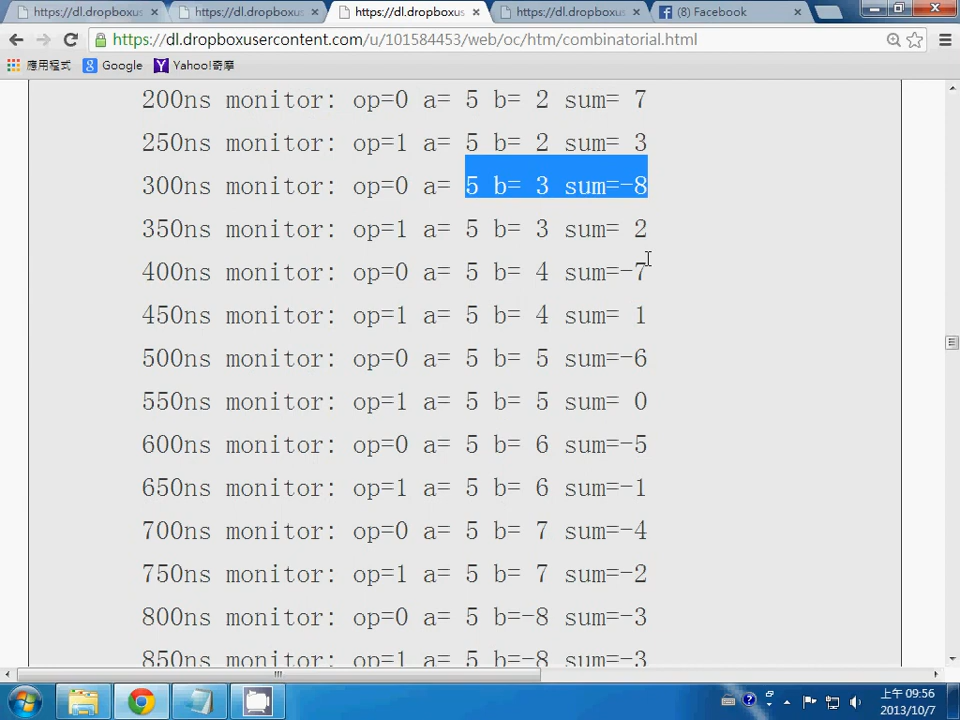 https://dl.dropboxus
https://dl.dropboxus
https://dl.dropboxus
https://dl.dropboxus
(8) Facebook
https://dl.dropboxusercontent.com/u/101584453/web/oc/htm/combinatorial.html
應用程式 Google Yahoo!奇摩
200ns monitor: op=0 a= 5 b= 2 sum= 7
250ns monitor: op=1 a= 5 b= 2 sum= 3
300ns monitor: op=0 a= 5 b= 3 sum=-8
350ns monitor: op=1 a= 5 b= 3 sum= 2
400ns monitor: op=0 a= 5 b= 4 sum=-7
450ns monitor: op=1 a= 5 b= 4 sum= 1
500ns monitor: op=0 a= 5 b= 5 sum=-6
550ns monitor: op=1 a= 5 b= 5 sum= 0
600ns monitor: op=0 a= 5 b= 6 sum=-5
650ns monitor: op=1 a= 5 b= 6 sum=-1
700ns monitor: op=0 a= 5 b= 7 sum=-4
750ns monitor: op=1 a= 5 b= 7 sum=-2
800ns monitor: op=0 a= 5 b=-8 sum=-3
850ns monitor: op=1 a= 5 b=-8 sum=-3
上午 09:56
2013/10/7